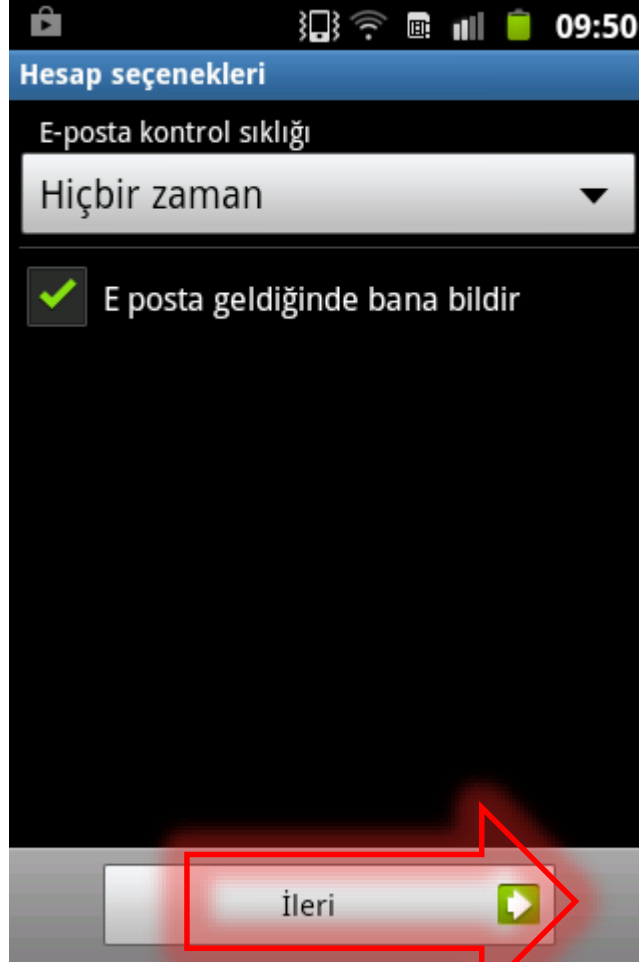 09:50
Hesap seçenekleri
E-posta kontrol sıklığı
Hiçbir zaman
E posta geldiğinde bana bildir
İleri